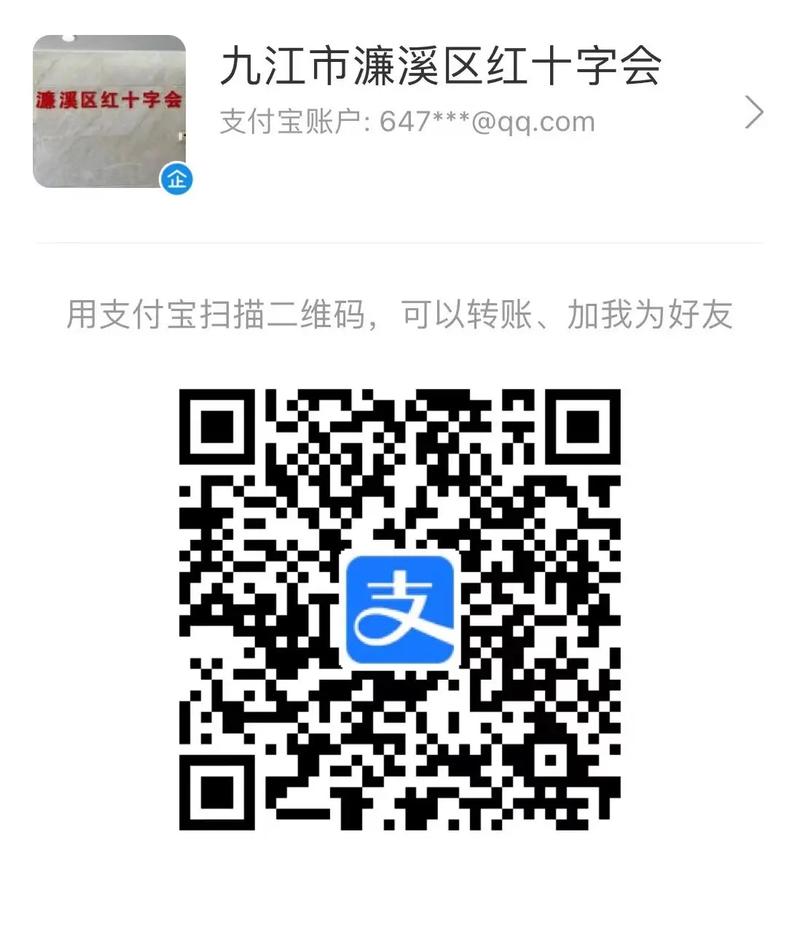 九江市濂溪区红十字会
濂溪区红十字会
支付宝账户: 647***@qq.com
企
用支付宝扫描二维码，可以转账、加我为好友
支